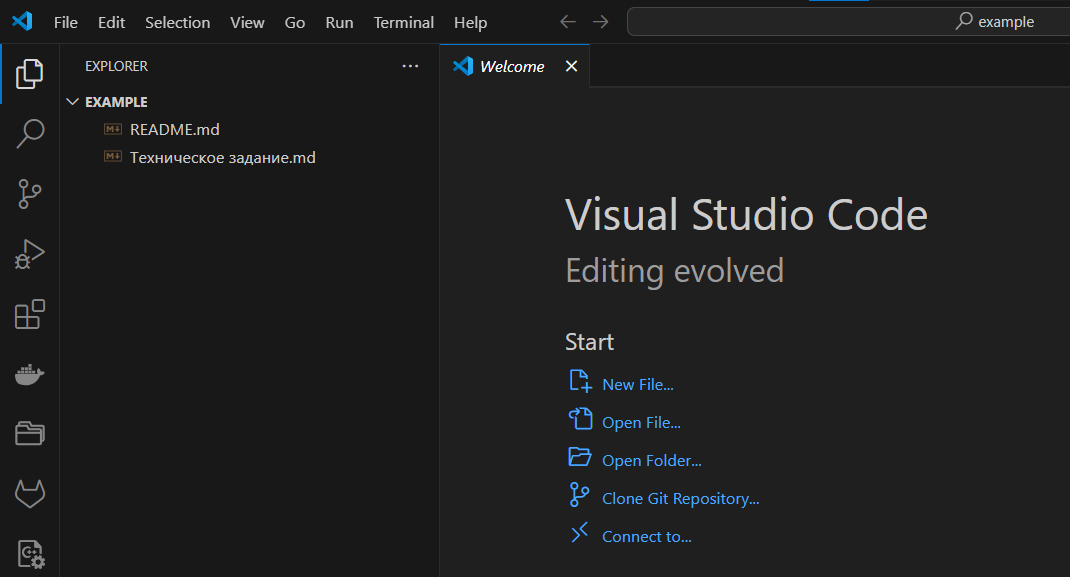 File Edit Selection View Go Run Terminal Help
example
EXPLORER
EXAMPLE
README.md
Техническое задание.md
Welcome
Visual Studio Code
Editing evolved
Start
New File...
Open File...
Open Folder...
Clone Git Repository...
Connect to...